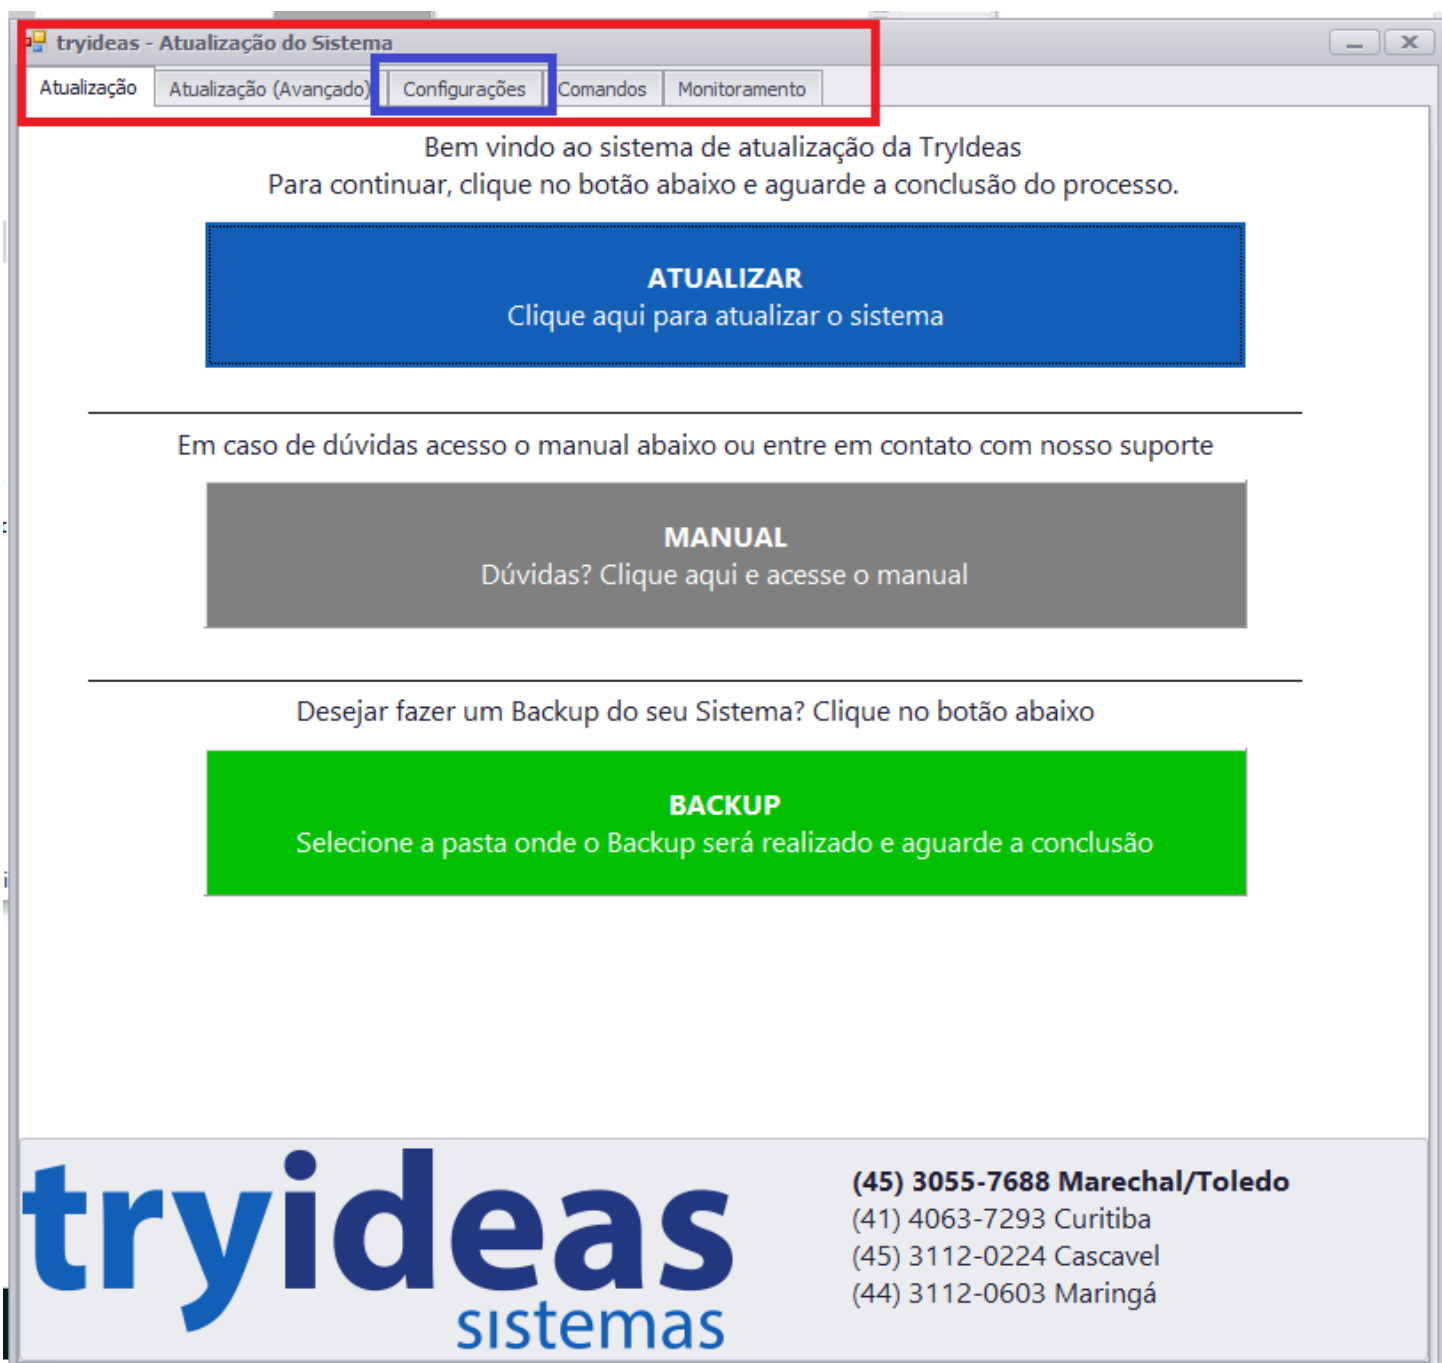 tryideas - Atualização do Sistema
Atualização Atualização (Avançado) Configurações Comandos Monitoramento
Bem vindo ao sistema de atualização da TryIdeas
Para continuar, clique no botão abaixo e aguarde a conclusão do processo.
ATUALIZAR
Clique aqui para atualizar o sistema
Em caso de dúvidas acesso o manual abaixo ou entre em contato com nosso suporte
MANUAL
Dúvidas? Clique aqui e acesse o manual
Desejar fazer um Backup do seu Sistema? Clique no botão abaixo
BACKUP
Selecione a pasta onde o Backup será realizado e aguarde a conclusão
tryideas
sistemas
(45) 3055-7688 Marechal/Toledo
(41) 4063-7293 Curitiba
(45) 3112-0224 Cascavel
(44) 3112-0603 Maringá